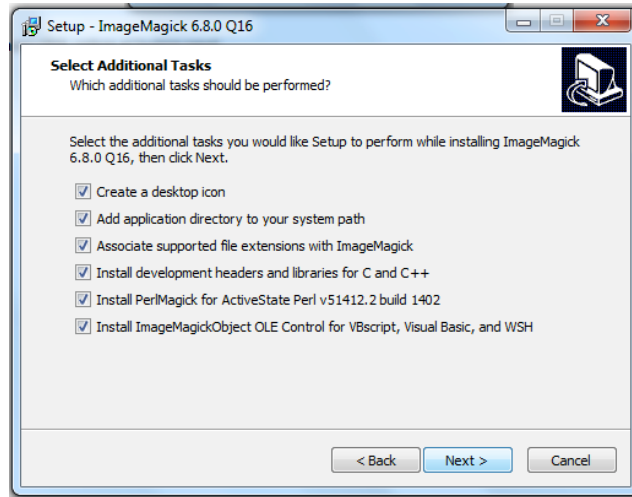 Setup - ImageMagick 6.8.0 Q16
Select Additional Tasks
Which additional tasks should be performed?
Select the additional tasks you would like Setup to perform while installing ImageMagick
6.8.0 Q16, then click Next.
Create a desktop icon
Add application directory to your system path
Associate supported file extensions with ImageMagick
Install development headers and libraries for C and C++
Install PerlMagick for ActiveState Perl v51412.2 build 1402
Install ImageMagickObject OLE Control for VBscript, Visual Basic, and WSH
< Back Next > Cancel